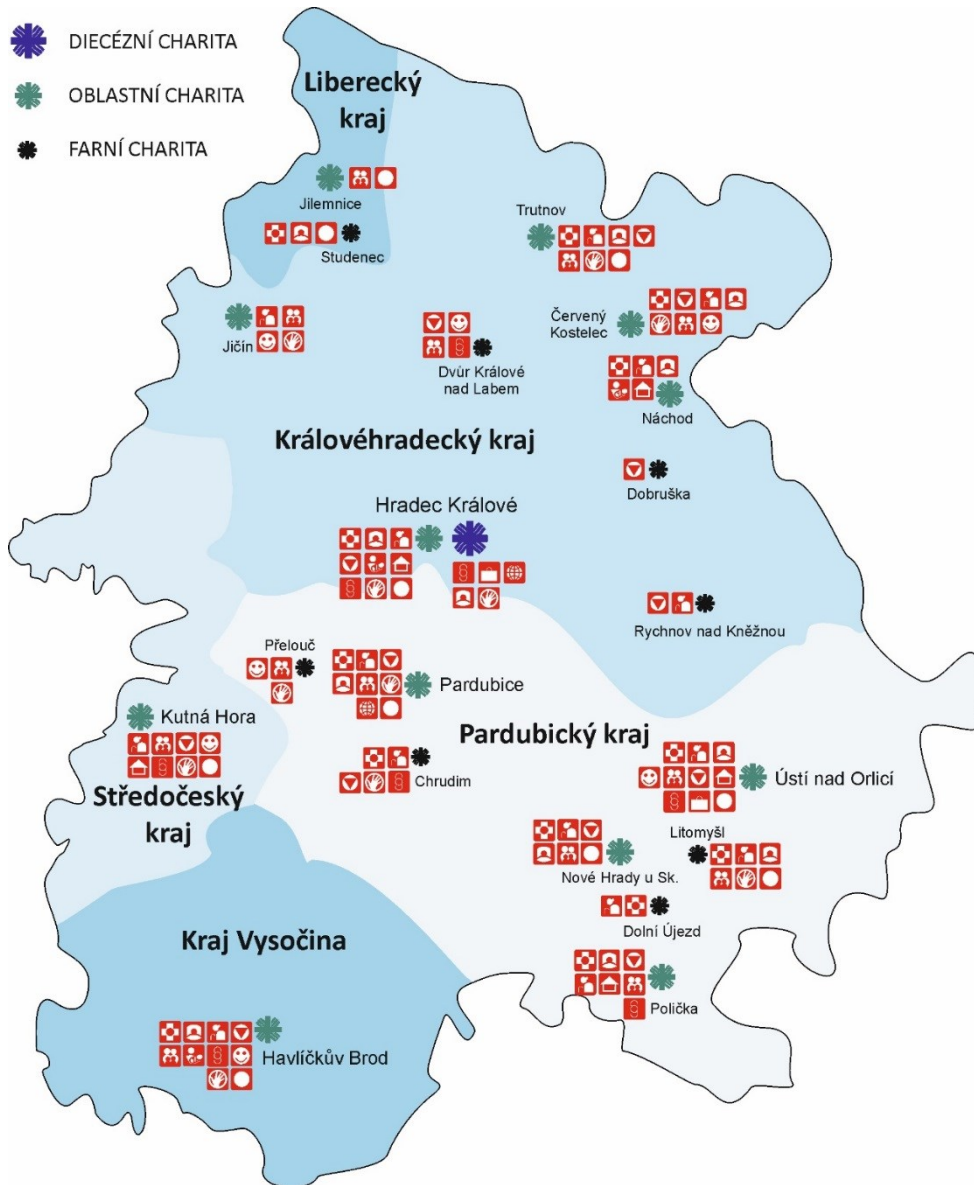 DIECÉZNÍ CHARITA
OBLASTNÍ CHARITA
FARNÍ CHARITA
Liberecký
kraj
Jilemnice
Studenec
Trutnov
Jičín
Červený
Kostelec
Dvůr Králové
nad Labem
Náchod
Královéhradecký kraj
Dobruška
Hradec Králové
Rychnov nad Kněžnou
Přelouč
Pardubice
Kutná Hora
Pardubický kraj
Chrudim
Ústí nad Orlicí
Středočeský
kraj
Litomyšl
Nové Hrady u Sk.
Dolní Újezd
Kraj Vysočina
Polička
Havlíčkův Brod